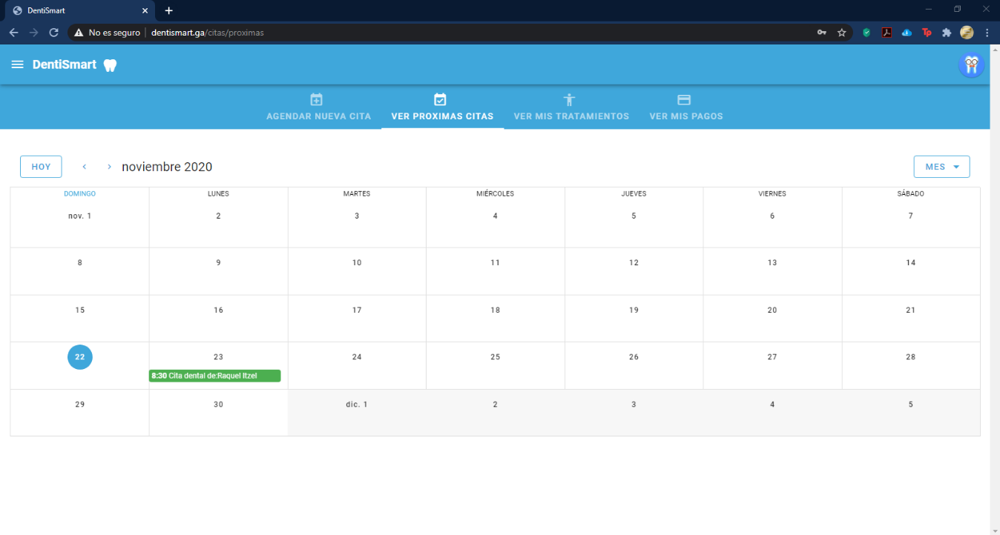 DentiSmart
No es seguro dentismart.ga/citas/proximas
DentiSmart
AGENDAR NUEVA CITA VER PROXIMAS CITAS VER MIS TRATAMIENTOS VER MIS PAGOS
HOY noviembre 2020 MES
DOMINGO LUNES MARTES MIÉRCOLES JUEVES VIERNES SÁBADO
nov. 1 2 3 4 5 6 7
8 9 10 11 12 13 14
15 16 17 18 19 20 21
22 23 24 25 26 27 28
8:30 Cita dental de:Raquel Itzel
29 30 dic. 1 2 3 4 5